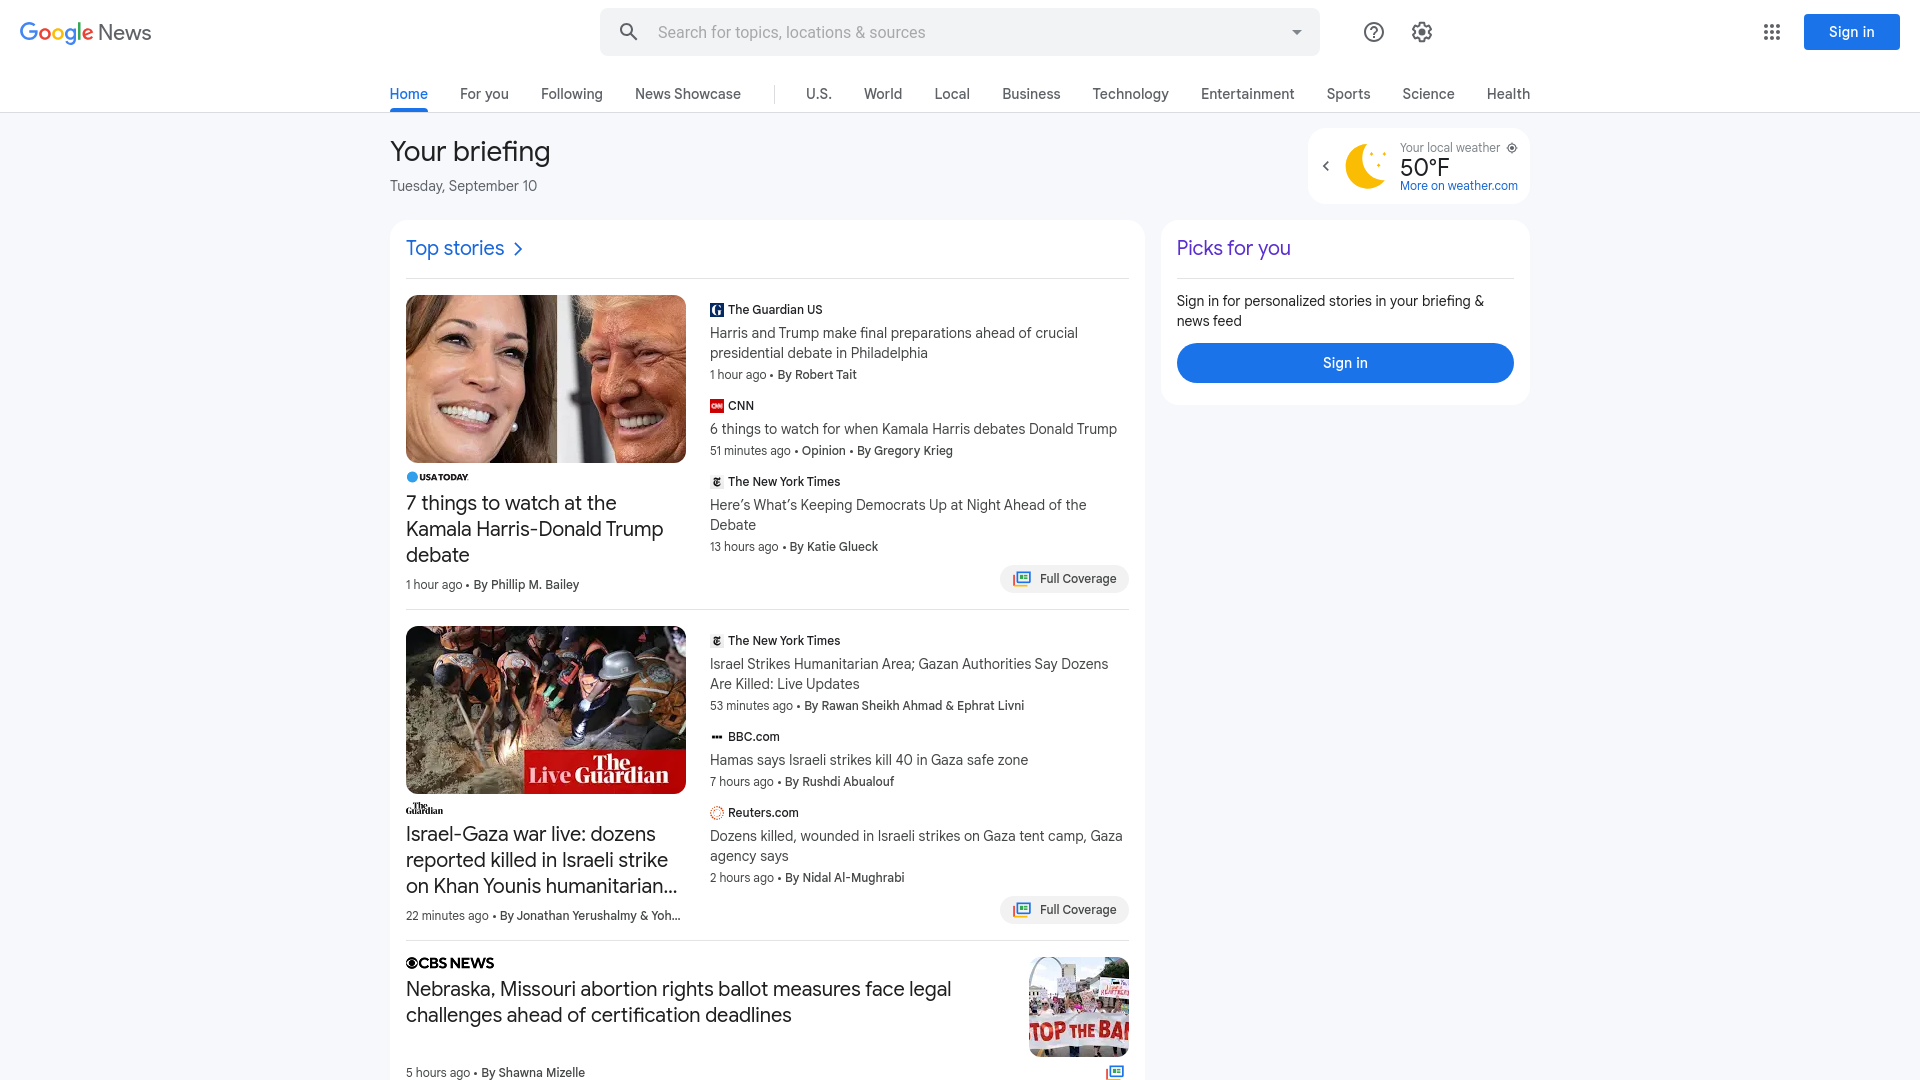 Google News
Search for topics, locations & sources
Sign in
Home
For you
Following
News Showcase
U.S.
World
Local
Business
Technology
Entertainment
Sports
Science
Health
Your briefing
Tuesday, September 10
Your local weather
50°F
More on weather.com
Top stories
USA TODAY
7 things to watch at the
Kamala Harris-Donald Trump
debate
1 hour ago • By Phillip M. Bailey
The Guardian US
Harris and Trump make final preparations ahead of crucial
presidential debate in Philadelphia
1 hour ago • By Robert Tait
CNN
CNN
6 things to watch for when Kamala Harris debates Donald Trump
51 minutes ago • Opinion • By Gregory Krieg
The New York Times
Here’s What’s Keeping Democrats Up at Night Ahead of the
Debate
13 hours ago • By Katie Glueck
Full Coverage
Live The Guardian
The Guardian
Israel-Gaza war live: dozens
reported killed in Israeli strike
on Khan Younis humanitarian...
22 minutes ago • By Jonathan Yerushalmy & Yoh...
The New York Times
Israel Strikes Humanitarian Area; Gazan Authorities Say Dozens
Are Killed: Live Updates
53 minutes ago • By Rawan Sheikh Ahmad & Ephrat Livni
BBC.com
Hamas says Israeli strikes kill 40 in Gaza safe zone
7 hours ago • By Rushdi Abualouf
Reuters.com
Dozens killed, wounded in Israeli strikes on Gaza tent camp, Gaza
agency says
2 hours ago • By Nidal Al-Mughrabi
Full Coverage
CBS NEWS
Nebraska, Missouri abortion rights ballot measures face legal
challenges ahead of certification deadlines
5 hours ago • By Shawna Mizelle
TOP THE BA
Picks for you
Sign in for personalized stories in your briefing &
news feed
Sign in